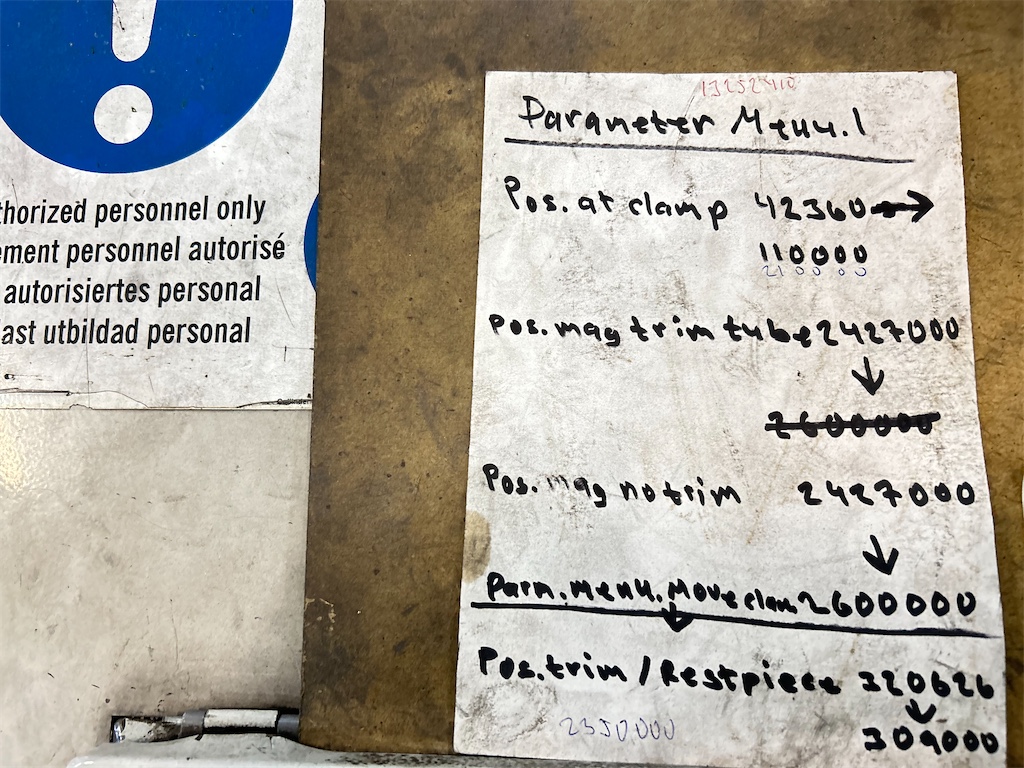 thorized personnel only
ement personnel autorisé
autorisiertes personal
ast utbildad personal
13252410
Parameter Menu.1
Pos. at clamp 42360 →
110000
210000
Pos. mag trim tube 2427000
↓
2600000
Pos. mag no trim 2427000
↓
Parn. menu. Move clam 2600000
↓
Pos. trim / Restpiece 320626
↓
309000
2350000